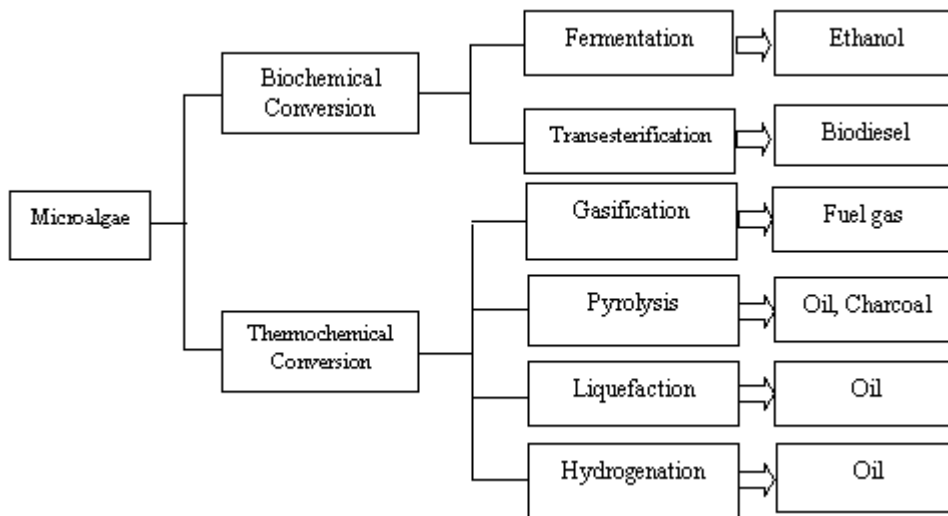 Microalgae
Biochemical
Conversion
Fermentation
Ethanol
Transesterification
Biodiesel
Thermochemical
Conversion
Gasification
Fuel gas
Pyrolysis
Oil, Charcoal
Liquefaction
Oil
Hydrogenation
Oil